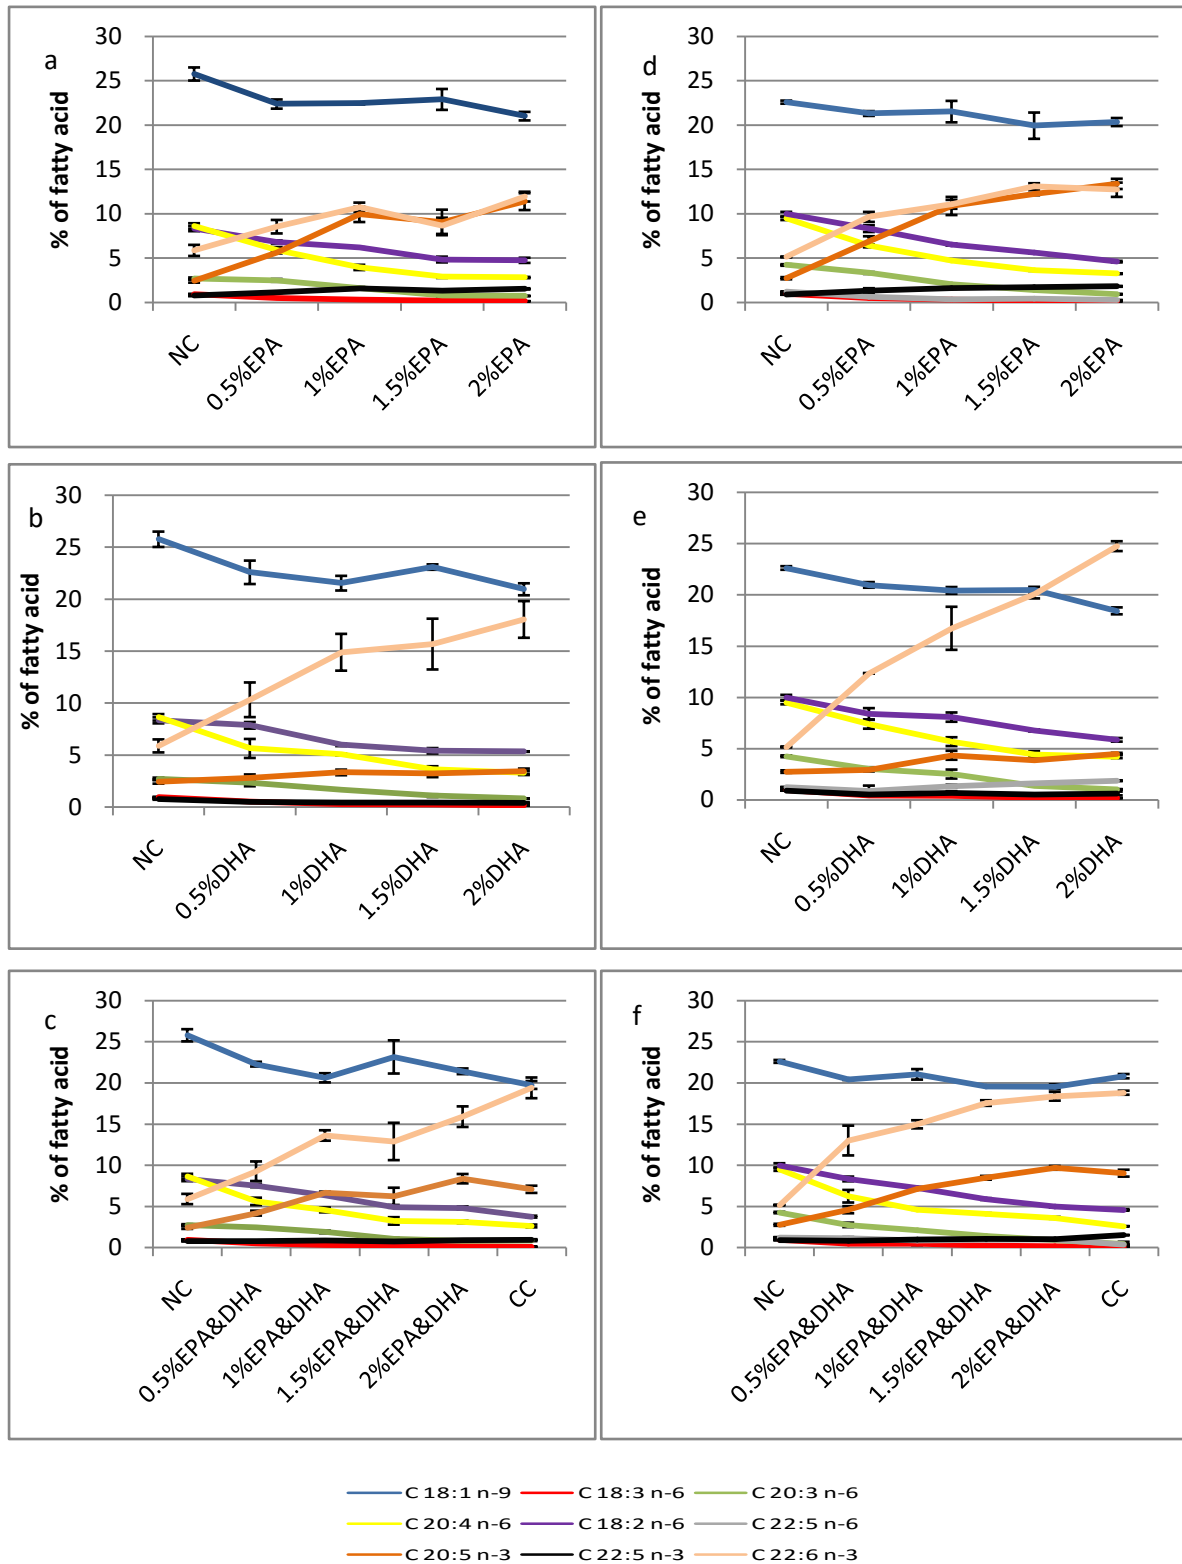 a
30
25
20
15
10
5
0
% of fatty acid
NC
0.5%EPA
1%EPA
1.5%EPA
2%EPA
d
30
25
20
15
10
5
0
% of fatty acid
NC
0.5%EPA
1%EPA
1.5%EPA
2%EPA
b
30
25
20
15
10
5
0
% of fatty acid
NC
0.5%DHA
1%DHA
1.5%DHA
2%DHA
e
30
25
20
15
10
5
0
% of fatty acid
NC
0.5%DHA
1%DHA
1.5%DHA
2%DHA
c
30
25
20
15
10
5
0
% of fatty acid
NC
0.5%EPA&DHA
1%EPA&DHA
1.5%EPA&DHA
2%EPA&DHA
CC
f
30
25
20
15
10
5
0
% of fatty acid
NC
0.5%EPA&DHA
1%EPA&DHA
1.5%EPA&DHA
2%EPA&DHA
CC
C 18:1 n-9 C 18:3 n-6 C 20:3 n-6
C 20:4 n-6 C 18:2 n-6 C 22:5 n-6
C 20:5 n-3 C 22:5 n-3 C 22:6 n-3